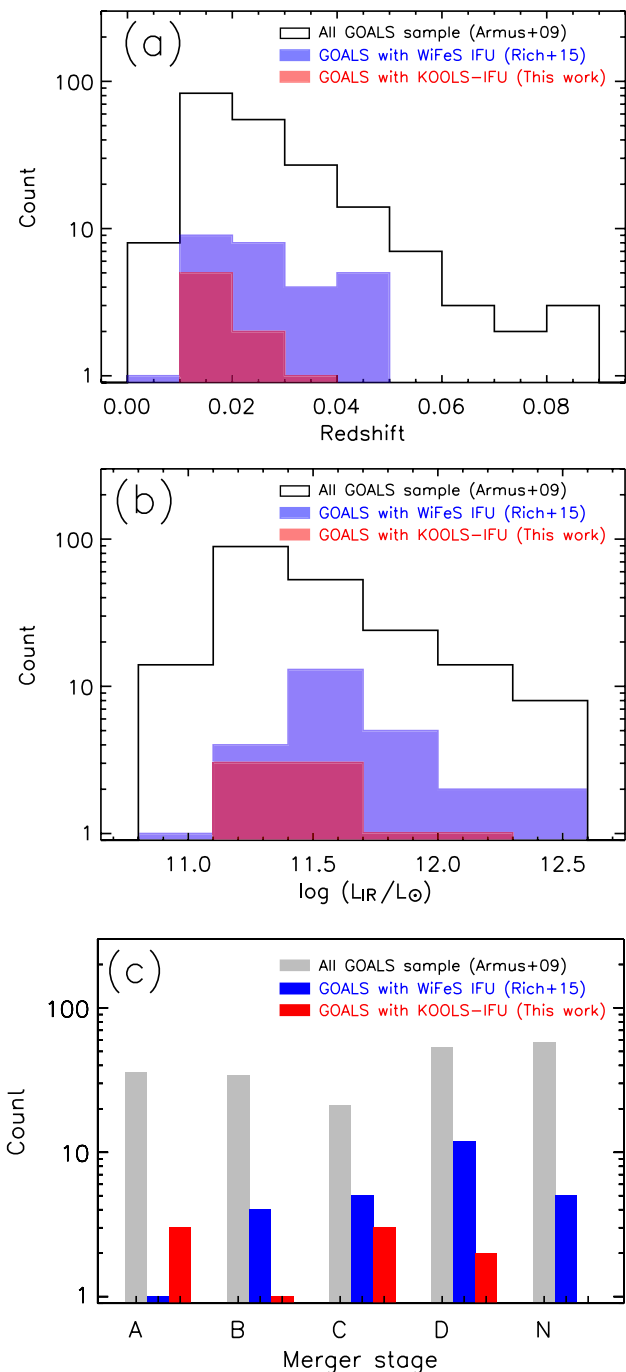 (a)
All GOALS sample (Armus+09)
GOALS with WiFeS IFU (Rich+15)
GOALS with KOOLS-IFU (This work)
100
10
1
Count
0.00 0.02 0.04 0.06 0.08
Redshift
(b)
All GOALS sample (Armus+09)
GOALS with WiFeS IFU (Rich+15)
GOALS with KOOLS-IFU (This work)
100
10
1
Count
11.0 11.5 12.0 12.5
log (LIR/L⊙)
(c)
All GOALS sample (Armus+09)
GOALS with WiFeS IFU (Rich+15)
GOALS with KOOLS-IFU (This work)
100
10
1
Count
A B C D N
Merger stage